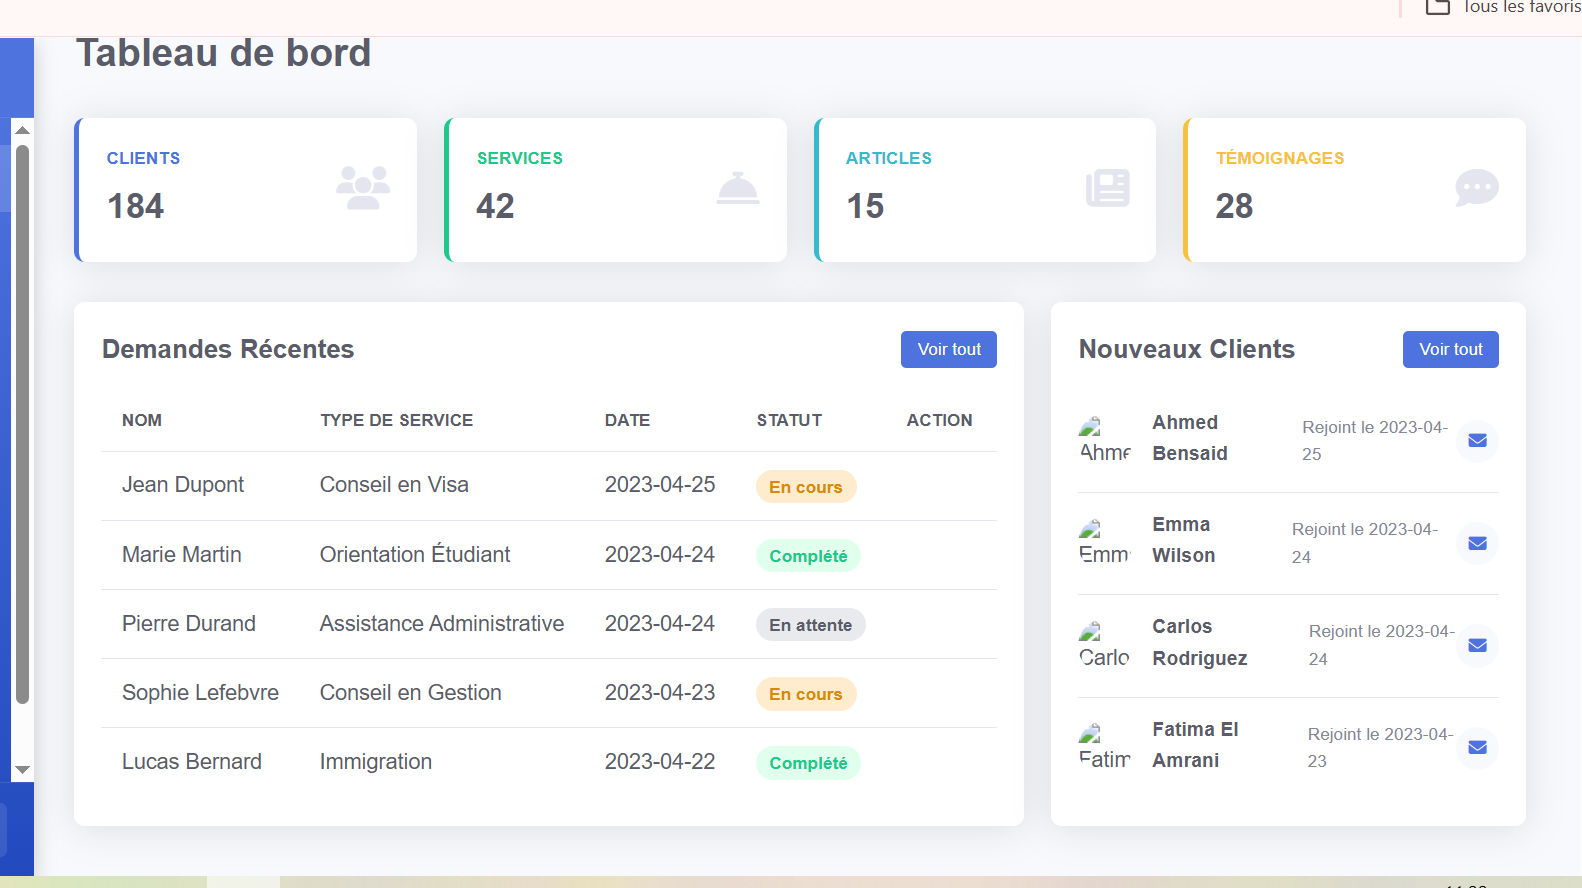 Tous les favoris
Tableau de bord
CLIENTS
184
SERVICES
42
ARTICLES
15
TÉMOIGNAGES
28
Demandes Récentes
Voir tout
NOM TYPE DE SERVICE DATE STATUT ACTION
Jean Dupont Conseil en Visa 2023-04-25 En cours
Marie Martin Orientation Étudiant 2023-04-24 Complété
Pierre Durand Assistance Administrative 2023-04-24 En attente
Sophie Lefebvre Conseil en Gestion 2023-04-23 En cours
Lucas Bernard Immigration 2023-04-22 Complété
Nouveaux Clients
Voir tout
Ahme
Ahmed
Bensaid
Rejoint le 2023-04-
25
Emm
Emma
Wilson
Rejoint le 2023-04-
24
Carlo
Carlos
Rodriguez
Rejoint le 2023-04-
24
Fatim
Fatima El
Amrani
Rejoint le 2023-04-
23